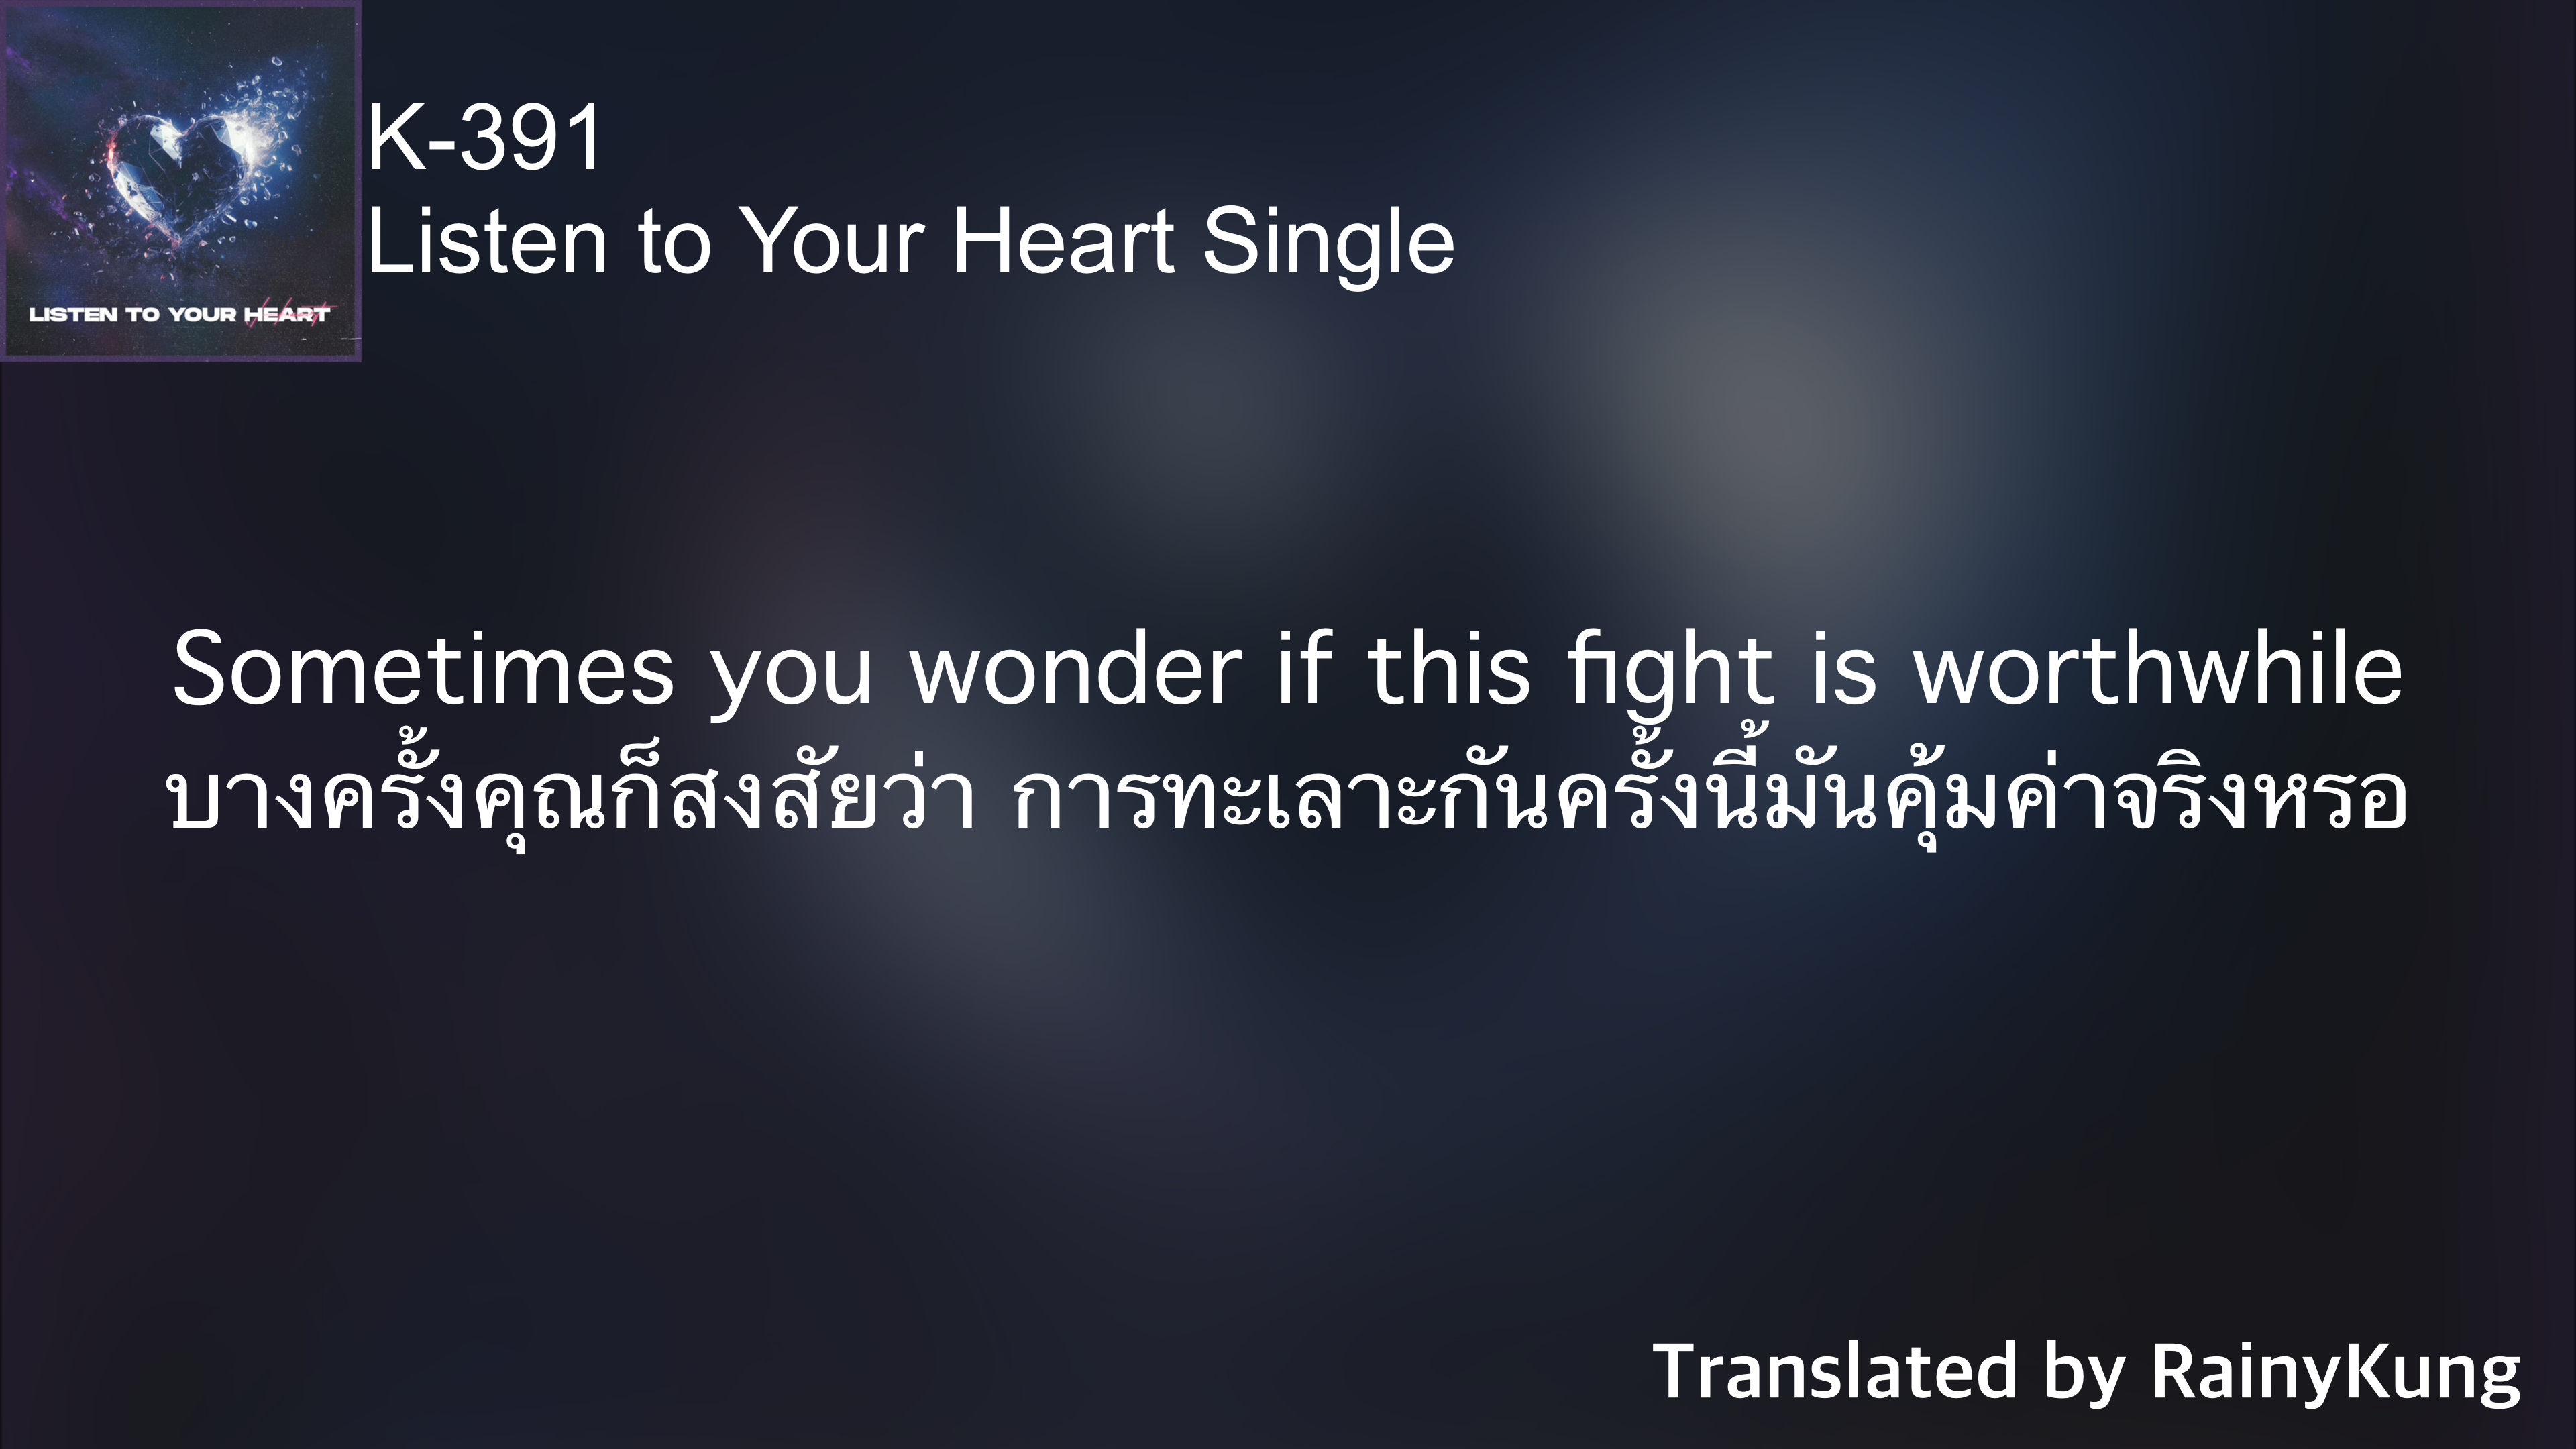 LISTEN TO YOUR HEART
K-391
Listen to Your Heart Single
Sometimes you wonder if this fight is worthwhile
บางครั้งคุณก็สงสัยว่า การทะเลาะกันครั้งนี้มันคุ้มค่าจริงหรอ
Translated by RainyKung